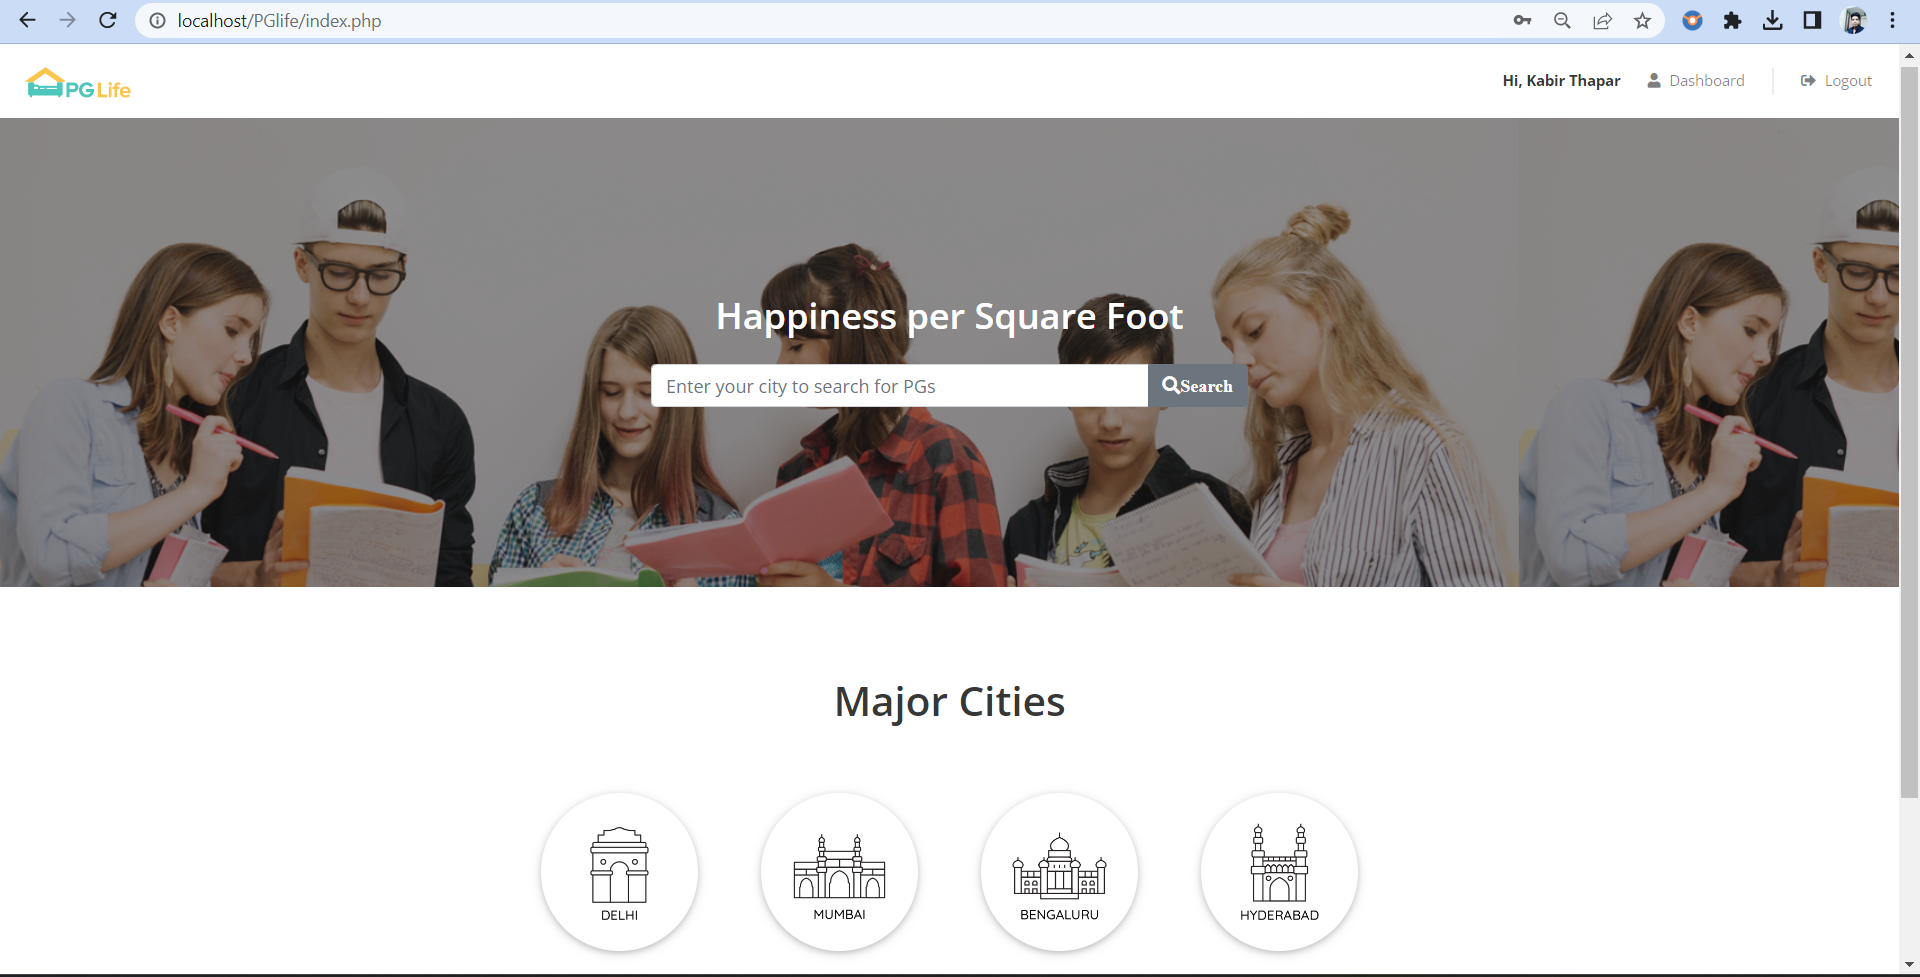 localhost/PGlife/index.php
PG Life
Hi, Kabir Thapar
Dashboard
Logout
Happiness per Square Foot
Enter your city to search for PGs
Search
Major Cities
DELHI
MUMBAI
BENGALURU
HYDERABAD